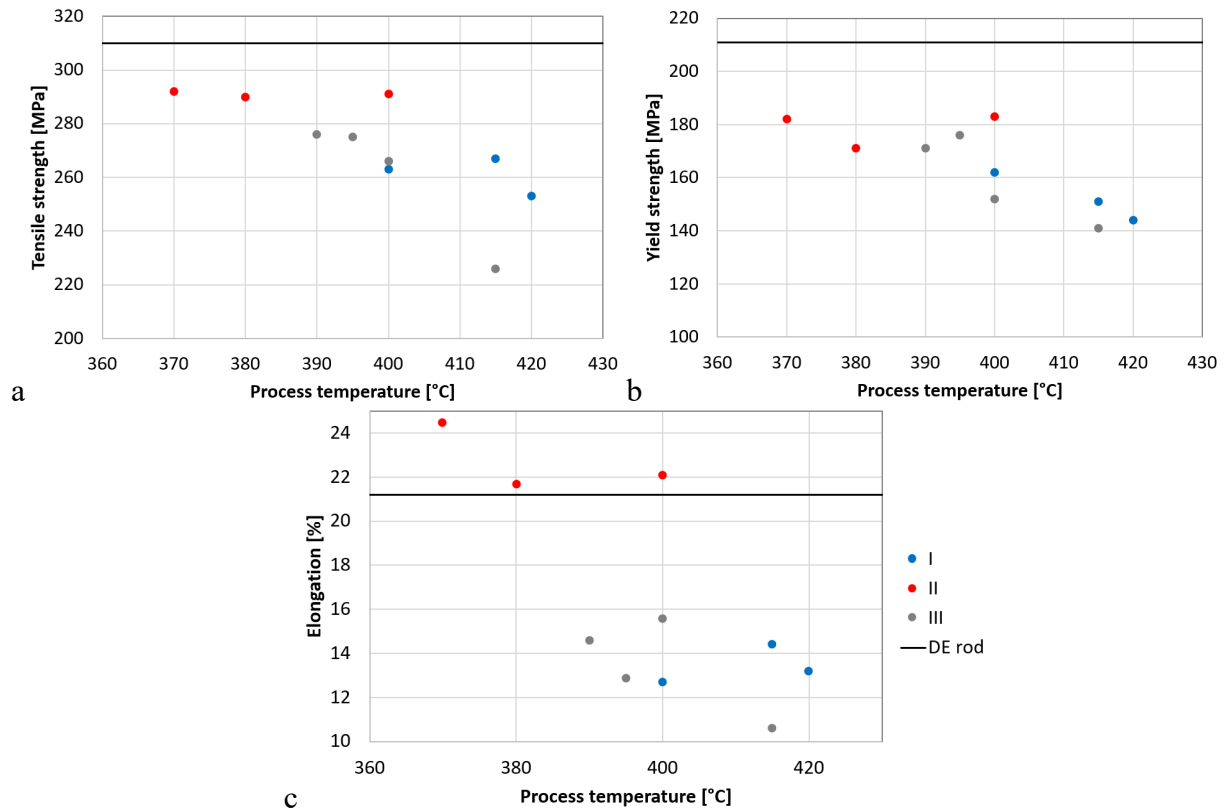 320
300
280
260
240
220
200
Tensile strength [MPa]
360 370 380 390 400 410 420 430
Process temperature [°C]
a
220
200
180
160
140
120
100
Yield strength [MPa]
360 370 380 390 400 410 420 430
Process temperature [°C]
b
24
22
20
18
16
14
12
10
Elongation [%]
360 380 400 420
Process temperature [°C]
c
I
II
III
DE rod